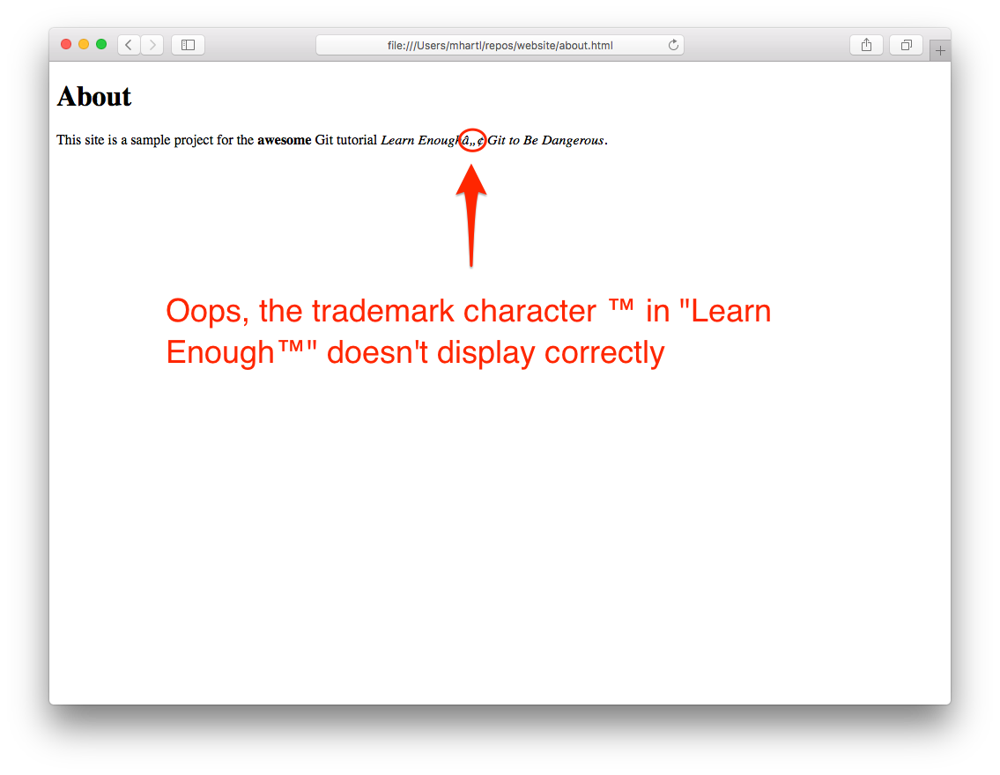 file:///Users/mhartl/repos/website/about.html
About
This site is a sample project for the awesome Git tutorial Learn Enoughâ„¢ Git to Be Dangerous.
Oops, the trademark character ™ in "Learn
Enough™" doesn't display correctly